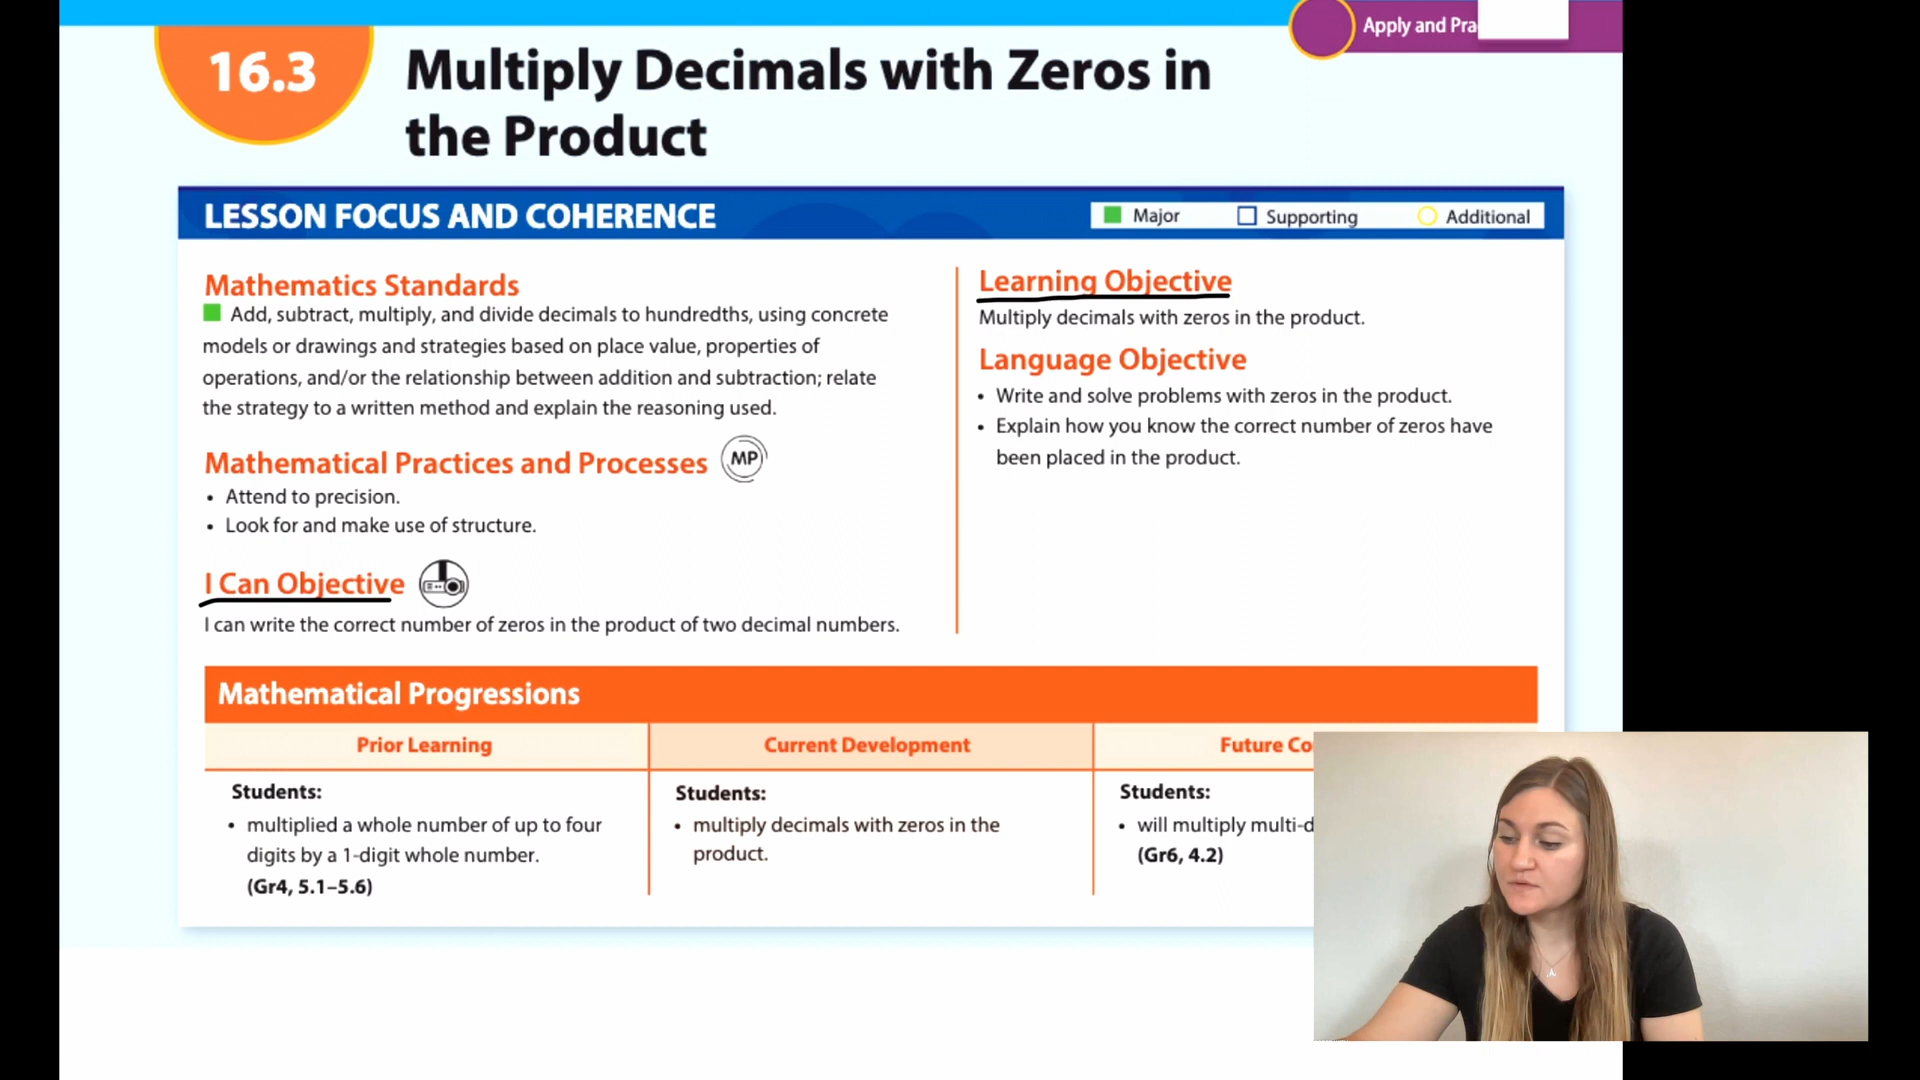 Apply and Pra
16.3
Multiply Decimals with Zeros in
the Product
LESSON FOCUS AND COHERENCE
Major
Supporting
Additional
Mathematics Standards
Add, subtract, multiply, and divide decimals to hundredths, using concrete
models or drawings and strategies based on place value, properties of
operations, and/or the relationship between addition and subtraction; relate
the strategy to a written method and explain the reasoning used.
Mathematical Practices and Processes
MP
• Attend to precision.
• Look for and make use of structure.
I Can Objective
I can write the correct number of zeros in the product of two decimal numbers.
Learning Objective
Multiply decimals with zeros in the product.
Language Objective
• Write and solve problems with zeros in the product.
• Explain how you know the correct number of zeros have
been placed in the product.
Mathematical Progressions
Prior Learning
Current Development
Future Co
Students:
• multiplied a whole number of up to four
digits by a 1-digit whole number.
(Gr4, 5.1–5.6)
Students:
• multiply decimals with zeros in the
product.
Students:
• will multiply multi-d
(Gr6, 4.2)